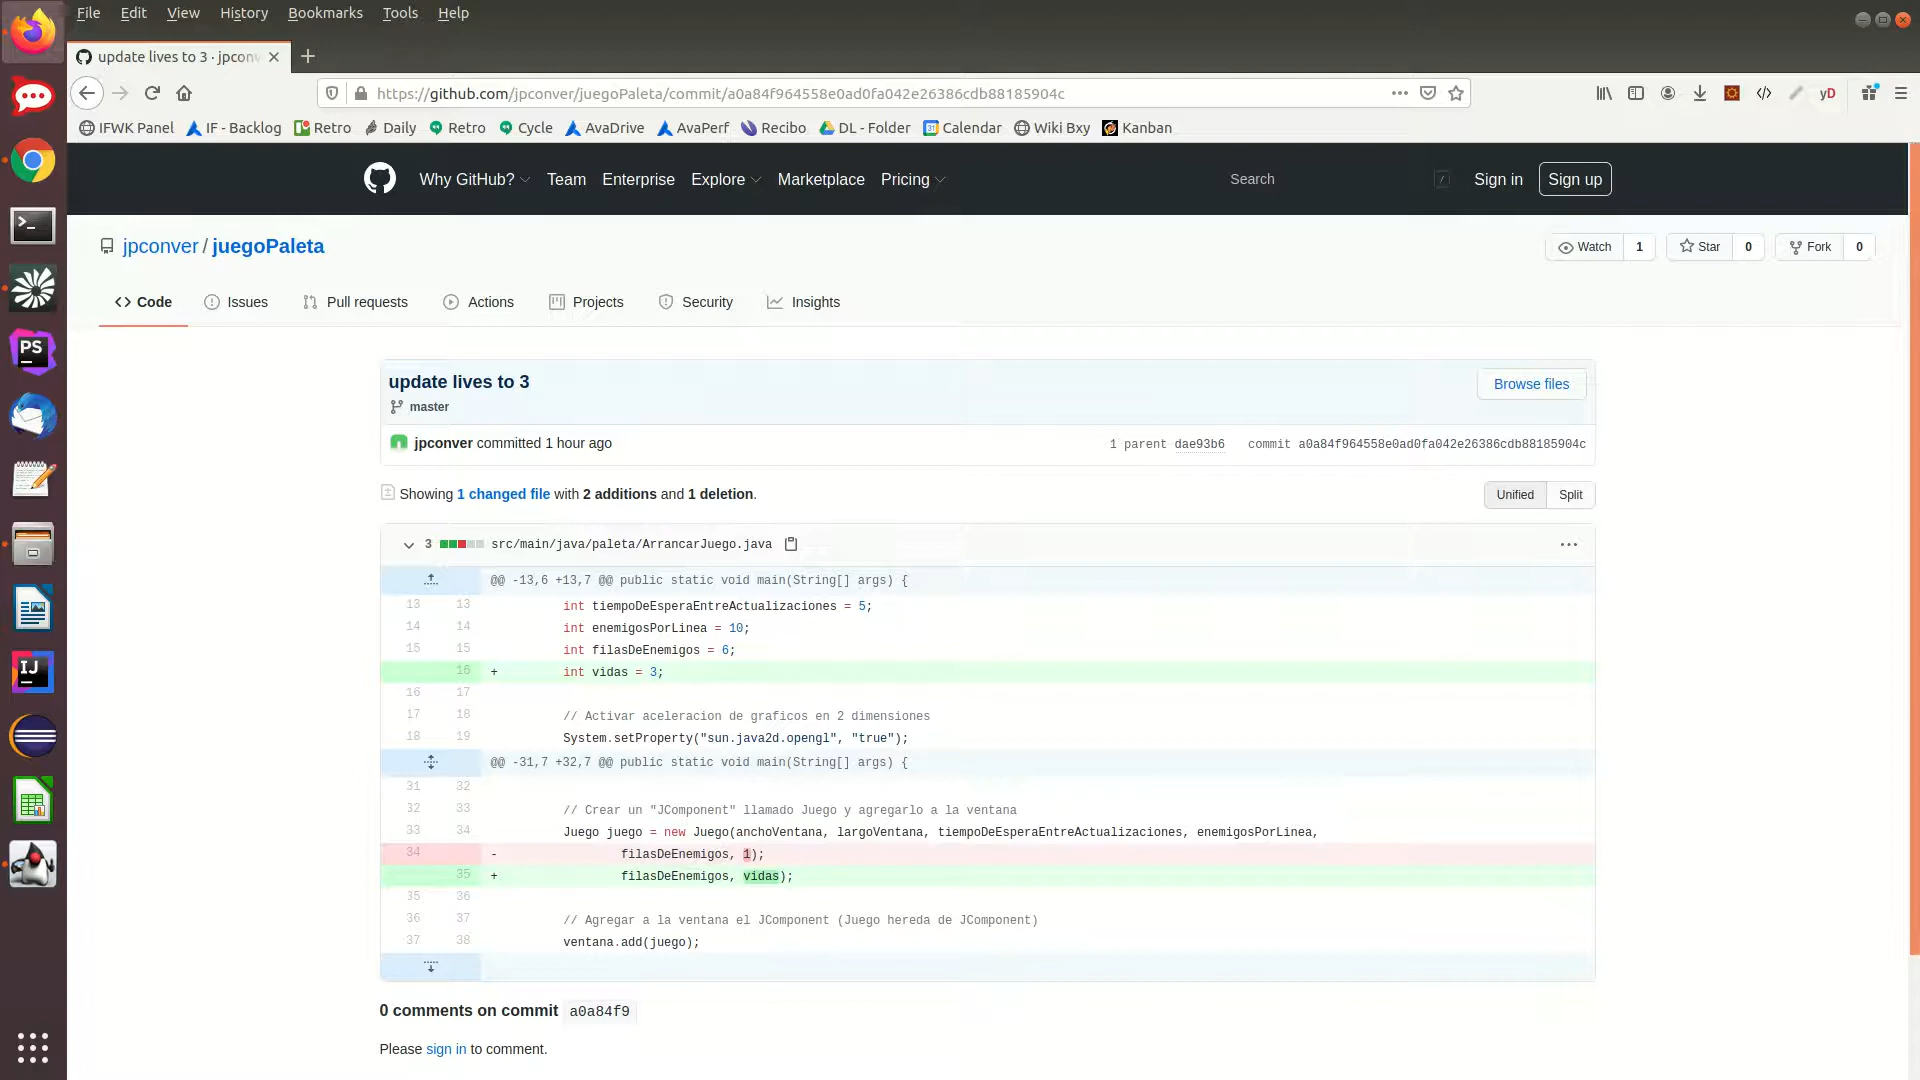 File Edit View History Bookmarks Tools Help
update lives to 3 · jpconv
https://github.com/jpconver/juegoPaleta/commit/a0a84f964558e0ad0fa042e26386cdb88185904c
yD
IFWK Panel IF - Backlog Retro Daily Retro Cycle AvaDrive AvaPerf Recibo DL - Folder 31 Calendar Wiki Bxy Kanban
Why GitHub? Team Enterprise Explore Marketplace Pricing Search / Sign in Sign up
jpconver / juegoPaleta
Watch 1 Star 0 Fork 0
Code Issues Pull requests Actions Projects Security Insights
update lives to 3
Browse files
master
jpconver committed 1 hour ago 1 parent dae93b6 commit a0a84f964558e0ad0fa042e26386cdb88185904c
Showing 1 changed file with 2 additions and 1 deletion.
Unified Split
3 src/main/java/paleta/ArrancarJuego.java
@@ -13,6 +13,7 @@ public static void main(String[] args) {
13 13 int tiempoDeEsperaEntreActualizaciones = 5;
14 14 int enemigosPorLinea = 10;
15 15 int filasDeEnemigos = 6;
16 + int vidas = 3;
16 17
17 18 // Activar aceleracion de graficos en 2 dimensiones
18 19 System.setProperty("sun.java2d.opengl", "true");
@@ -31,7 +32,7 @@ public static void main(String[] args) {
31 32
32 33 // Crear un "JComponent" llamado Juego y agregarlo a la ventana
33 34 Juego juego = new Juego(anchoVentana, largoVentana, tiempoDeEsperaEntreActualizaciones, enemigosPorLinea,
34 - filasDeEnemigos, 1);
35 + filasDeEnemigos, vidas);
35 36
36 37 // Agregar a la ventana el JComponent (Juego hereda de JComponent)
37 38 ventana.add(juego);
0 comments on commit a0a84f9
Please sign in to comment.
PS
IJ